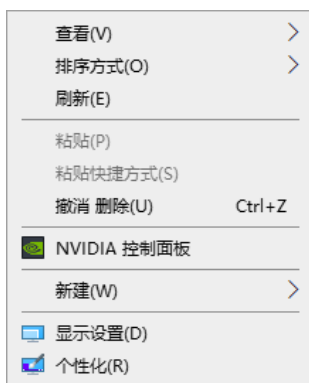 查看(V)
排序方式(O)
刷新(E)
粘贴(P)
粘贴快捷方式(S)
撤消 删除(U) Ctrl+Z
NVIDIA 控制面板
新建(W)
显示设置(D)
个性化(R)